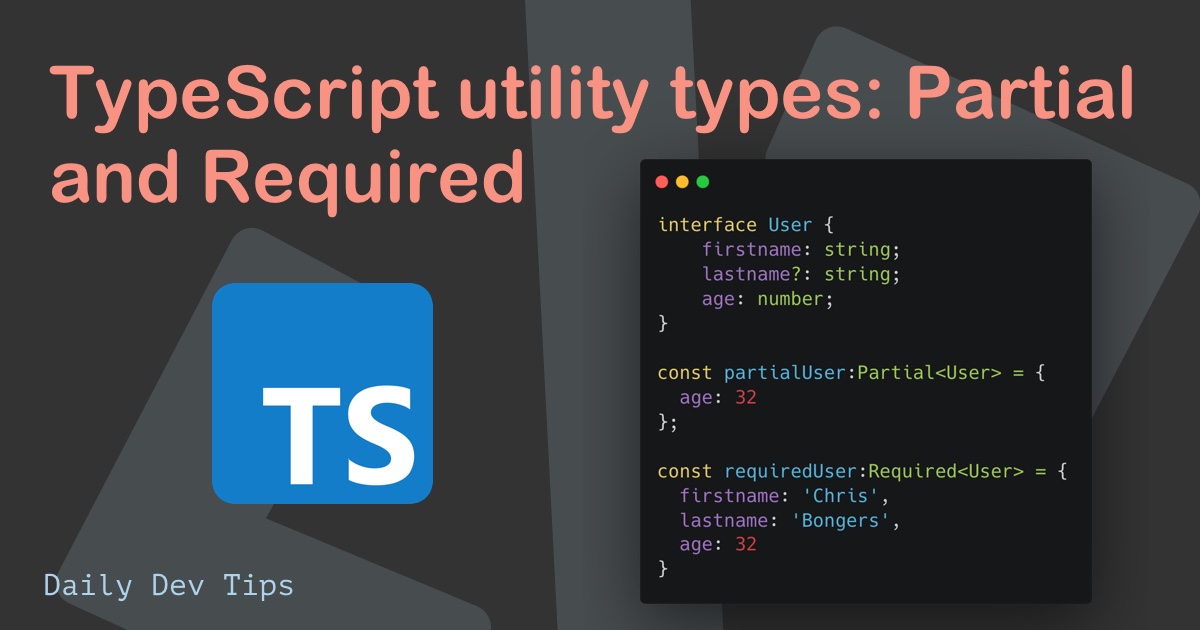 TypeScript utility types: Partial
and Required
TS
interface User {
    firstname: string;
    lastname?: string;
    age: number;
}
const partialUser:Partial<User> = {
  age: 32
};
const requiredUser:Required<User> = {
  firstname: 'Chris',
  lastname: 'Bongers',
  age: 32
}
Daily Dev Tips